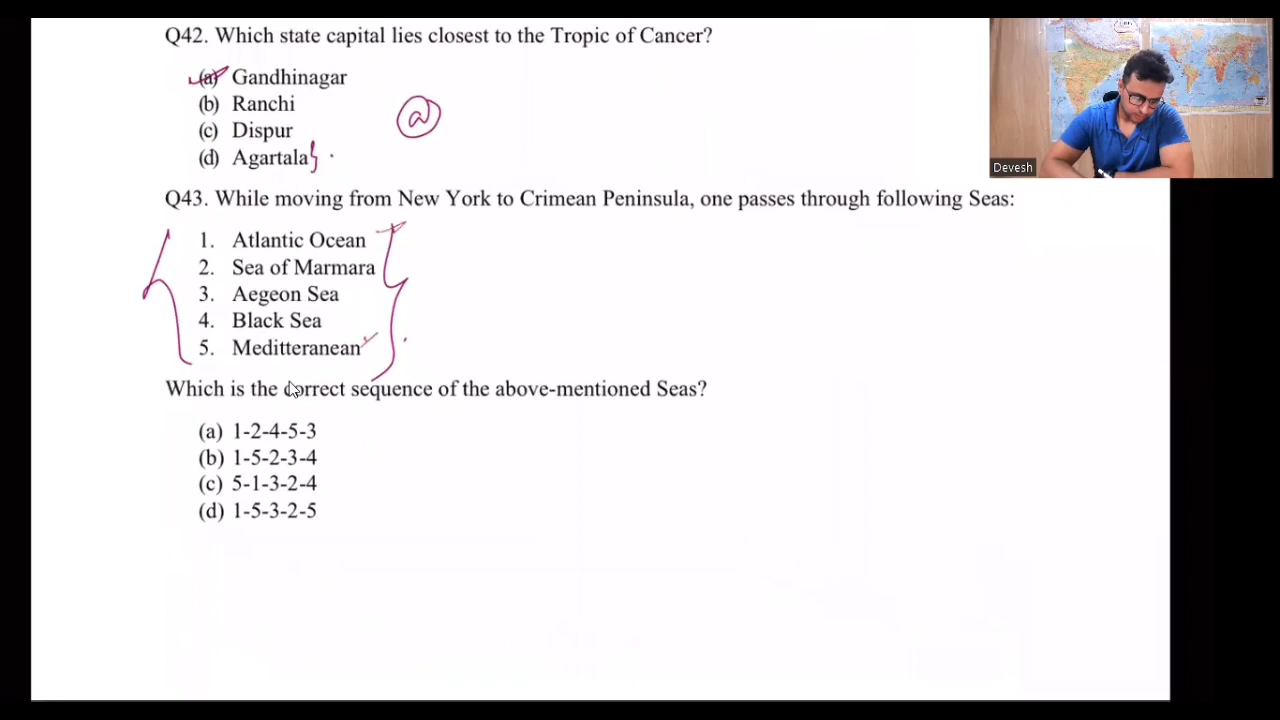 Q42. Which state capital lies closest to the Tropic of Cancer?
(a) Gandhinagar
(b) Ranchi
(c) Dispur
(d) Agartala
a
Devesh
Q43. While moving from New York to Crimean Peninsula, one passes through following Seas:
1. Atlantic Ocean
2. Sea of Marmara
3. Aegeon Sea
4. Black Sea
5. Meditteranean
Which is the correct sequence of the above-mentioned Seas?
(a) 1-2-4-5-3
(b) 1-5-2-3-4
(c) 5-1-3-2-4
(d) 1-5-3-2-5